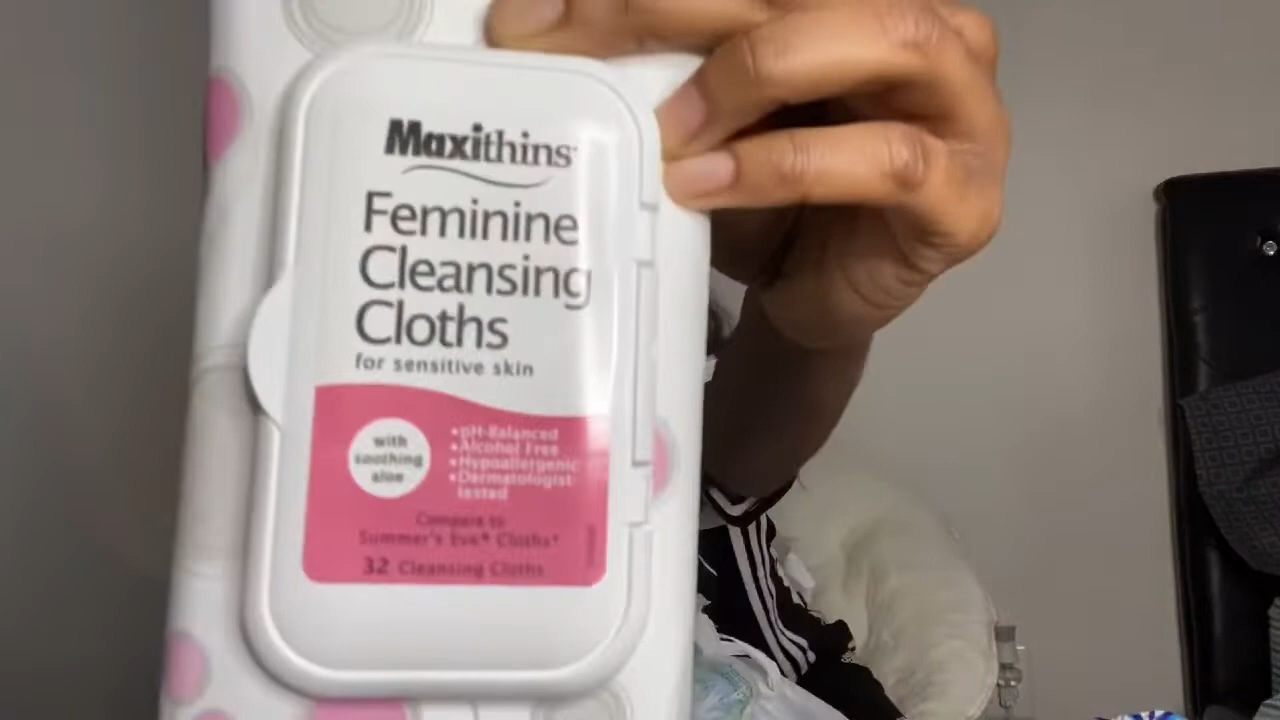 Maxithins
Feminine
Cleansing
Cloths
for sensitive skin
with
soothing
aloe
•pH-Balanced
•Alcohol Free
•Hypoallergenic
•Dermatologist
tested
Compare to
Summer's Eve® Cloths*
32 Cleansing Cloths